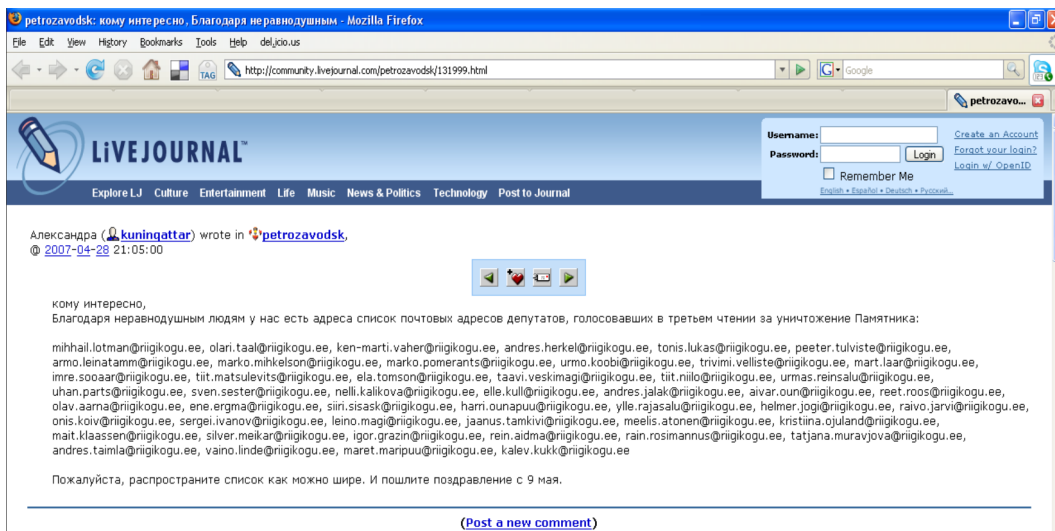 petrozavodsk: кому интересно, Благодаря неравнодушным - Mozilla Firefox
File Edit View History Bookmarks Tools Help del.icio.us
TAG http://community.livejournal.com/petrozavodsk/131999.html G Google
petrozavo...
LiVEJOURNAL™
Username: Create an Account
Password: Login Forgot your login?
Login w/ OpenID
Remember Me
English • Español • Deutsch • Русский...
Explore LJ Culture Entertainment Life Music News & Politics Technology Post to Journal
Александра (kuningattar) wrote in petrozavodsk,
@ 2007-04-28 21:05:00
кому интересно,
Благодаря неравнодушным людям у нас есть адреса список почтовых адресов депутатов, голосовавших в третьем чтении за уничтожение Памятника:
mihhail.lotman@riigikogu.ee, olari.taal@riigikogu.ee, ken-marti.vaher@riigikogu.ee, andres.herkel@riigikogu.ee, tonis.lukas@riigikogu.ee, peeter.tulviste@riigikogu.ee,
armo.leinatamm@riigikogu.ee, marko.mihkelson@riigikogu.ee, marko.pomerants@riigikogu.ee, urmo.koobi@riigikogu.ee, trivimi.velliste@riigikogu.ee, mart.laar@riigikogu.ee,
imre.sooaar@riigikogu.ee, tiit.matsulevits@riigikogu.ee, ela.tomson@riigikogu.ee, taavi.veskimagi@riigikogu.ee, tiit.niilo@riigikogu.ee, urmas.reinsalu@riigikogu.ee,
uhan.parts@riigikogu.ee, sven.sester@riigikogu.ee, nelli.kalikova@riigikogu.ee, elle.kull@riigikogu.ee, andres.jalak@riigikogu.ee, aivar.oun@riigikogu.ee, reet.roos@riigikogu.ee,
olav.aarna@riigikogu.ee, ene.ergma@riigikogu.ee, siiri.sisask@riigikogu.ee, harri.ounapuu@riigikogu.ee, ylle.rajasalu@riigikogu.ee, helmer.jogi@riigikogu.ee, raivo.jarvi@riigikogu.ee,
onis.koiv@riigikogu.ee, sergei.ivanov@riigikogu.ee, leino.magi@riigikogu.ee, jaanus.tamkivi@riigikogu.ee, meelis.atonen@riigikogu.ee, kristiina.ojuland@riigikogu.ee,
mait.klaassen@riigikogu.ee, silver.meikar@riigikogu.ee, igor.grazin@riigikogu.ee, rein.aidma@riigikogu.ee, rain.rosimannus@riigikogu.ee, tatjana.muravjova@riigikogu.ee,
andres.taimla@riigikogu.ee, vaino.linde@riigikogu.ee, maret.maripuu@riigikogu.ee, kalev.kukk@riigikogu.ee
Пожалуйста, распространите список как можно шире. И пошлите поздравление с 9 мая.
(Post a new comment)